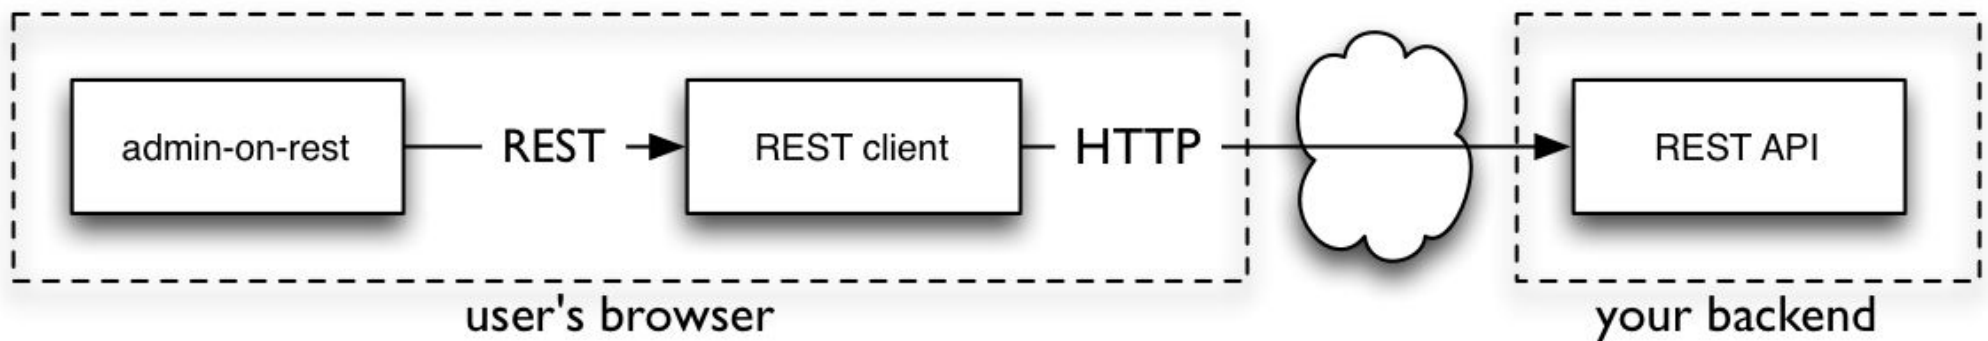 admin-on-rest
REST
REST client
HTTP
REST API
user's browser
your backend